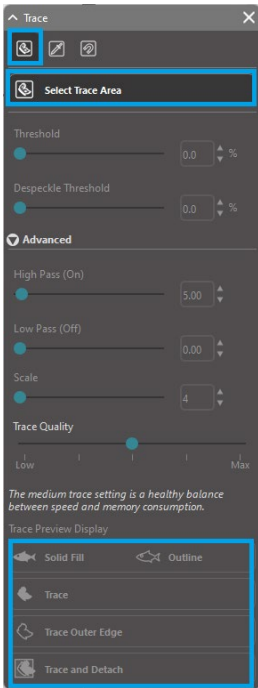 Trace
Select Trace Area
Threshold
0.0 %
Despeckle Threshold
0.0 %
Advanced
High Pass (On)
5.00
Low Pass (Off)
0.00
Scale
4
Trace Quality
Low Max
The medium trace setting is a healthy balance
between speed and memory consumption.
Trace Preview Display
Solid Fill Outline
Trace
Trace Outer Edge
Trace and Detach